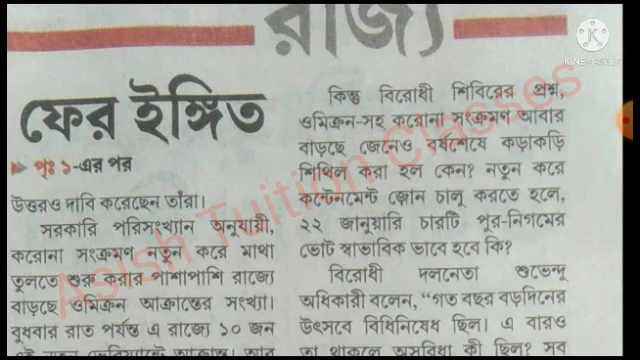 রাজ্য
KINEMASTER
ফের ইঙ্গিত
পৃঃ ১-এর পর
উত্তরও দাবি করেছেন তাঁরা।
সরকারি পরিসংখ্যান অনুযায়ী,
করোনা সংক্রমণ নতুন করে মাথা
তুলতে শুরু করার পাশাপাশি রাজ্যে
বাড়ছে ওমিক্রন আক্রান্তের সংখ্যা।
বুধবার রাত পর্যন্ত এ রাজ্যে ১০ জন
কিন্তু বিরোধী শিবিরের প্রশ্ন,
ওমিক্রন-সহ করোনা সংক্রমণ আবার
বাড়ছে জেনেও বর্ষশেষে কড়াকড়ি
শিথিল করা হল কেন? নতুন করে
কন্টেনমেন্ট জ়োন চালু করতে হলে,
২২ জানুয়ারি চারটি পুর-নিগমের
ভোট স্বাভাবিক ভাবে হবে কি?
বিরোধী দলনেতা শুভেন্দু
অধিকারী বলেন, “গত বছর বড়দিনের
উৎসবে বিধিনিষেধ ছিল। এ বারও
তা থাকলে অসুবিধা কী ছিল? সব
Asish Tuition Classes